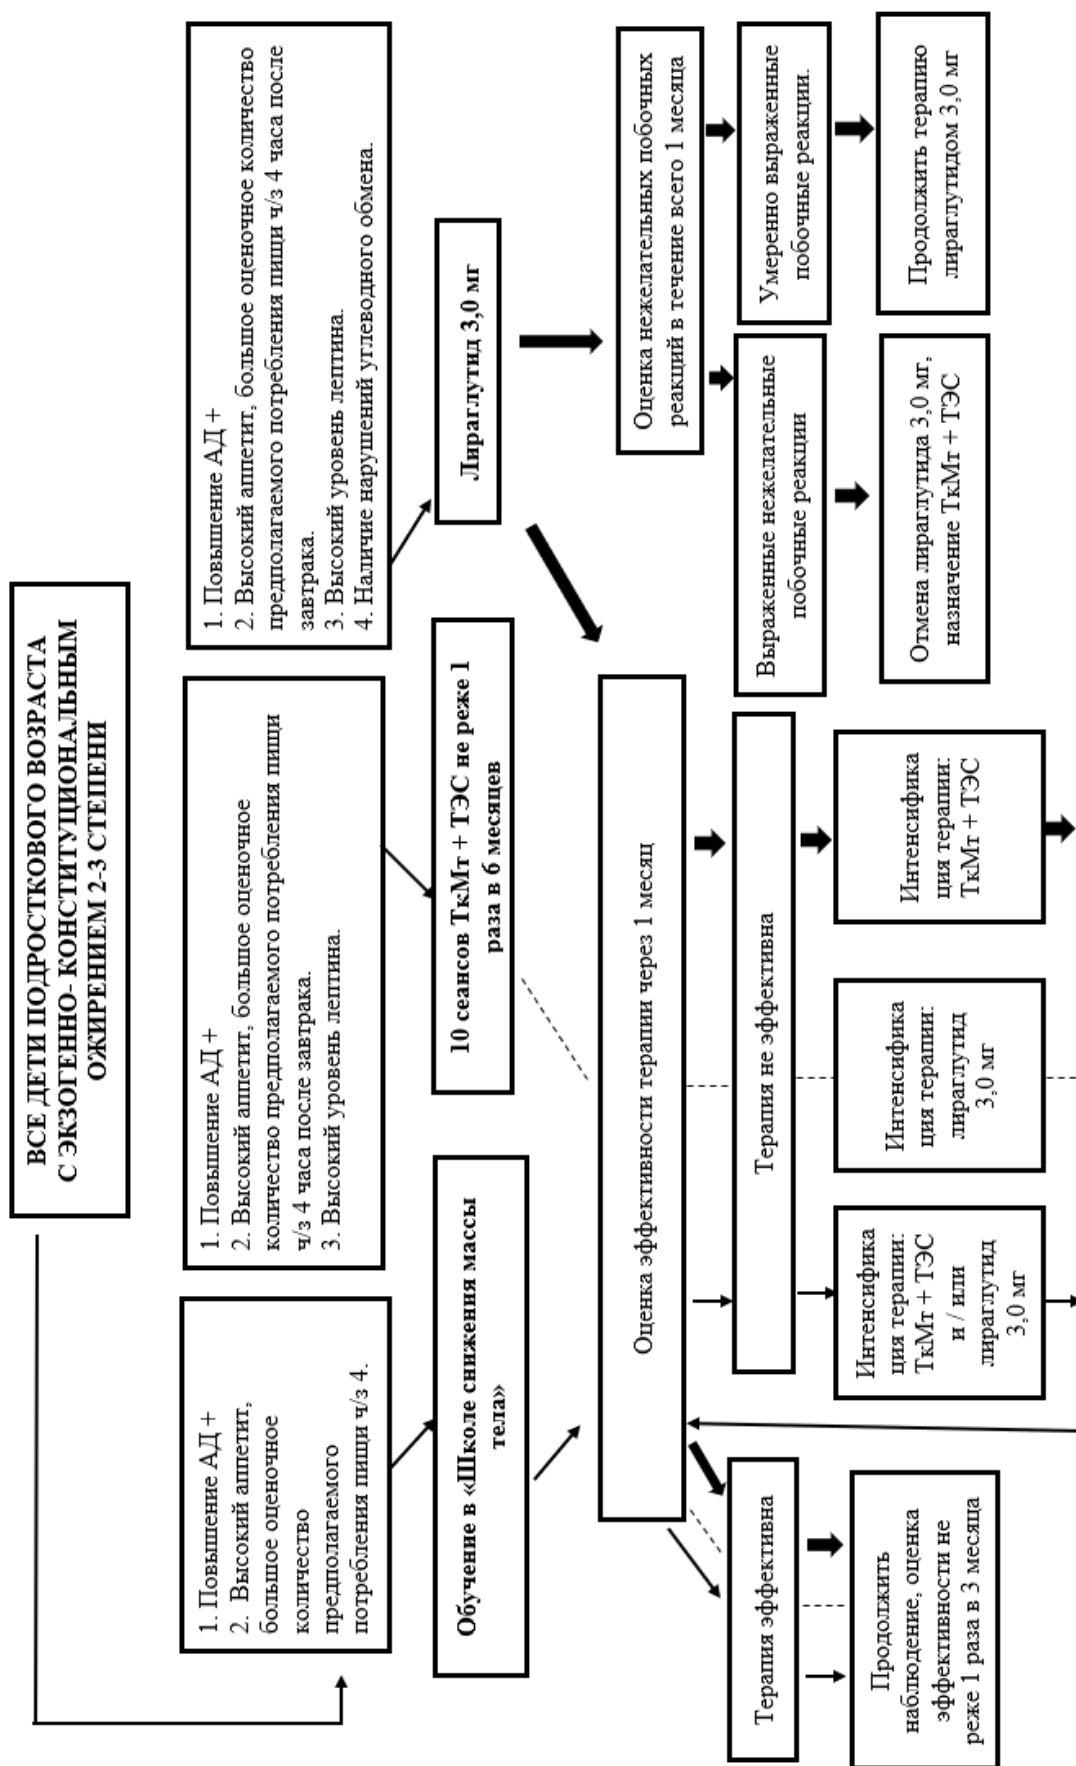 ВСЕ ДЕТИ ПОДРОСТКОВОГО ВОЗРАСТА
С ЭКЗОГЕННО- КОНСТИТУЦИОНАЛЬНЫМ
ОЖИРЕНИЕМ 2-3 СТЕПЕНИ
1. Повышение АД +
2. Высокий аппетит,
большое оценочное
количество
предполагаемого
потребления пищи ч/з 4.
1. Повышение АД +
2. Высокий аппетит, большое оценочное
количество предполагаемого потребления пищи
ч/з 4 часа после завтрака.
3. Высокий уровень лептина.
1. Повышение АД +
2. Высокий аппетит, большое оценочное количество
предполагаемого потребления пищи ч/з 4 часа после
завтрака.
3. Высокий уровень лептина.
4. Наличие нарушений углеводного обмена.
Обучение в «Школе снижения массы
тела»
10 сеансов ТкМт + ТЭС не реже 1
раза в 6 месяцев
Лираглутид 3,0 мг
Оценка эффективности терапии через 1 месяц
Оценка нежелательных побочных
реакций в течение всего 1 месяца
Терапия эффективна
Терапия не эффективна
Выраженные нежелательные
побочные реакции
Умеренно выраженные
побочные реакции.
Продолжить
наблюдение, оценка
эффективности не
реже 1 раза в 3 месяца
Интенсифика
ция терапии:
ТкМт + ТЭС
и / или
лираглутид
3,0 мг
Интенсифика
ция терапии:
лираглутид
3,0 мг
Интенсифика
ция терапии:
ТкМт + ТЭС
Отмена лираглутида 3,0 мг,
назначение ТкМт + ТЭС
Продолжить терапию
лираглутидом 3,0 мг